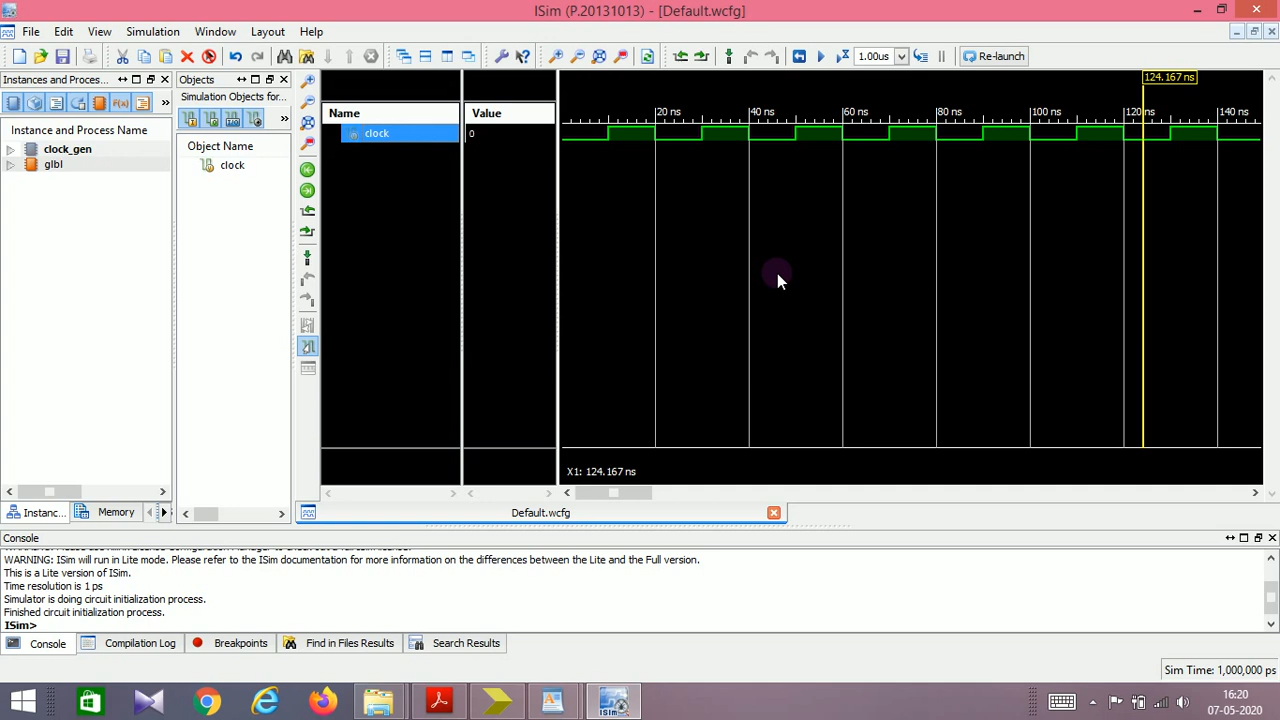 ISim (P.20131013) - [Default.wcfg]
File Edit View Simulation Window Layout Help
1.00us Re-launch
Instances and Proces...
Objects
Simulation Objects for...
Instance and Process Name
clock_gen
glbl
Object Name
clock
Name Value
clock 0
124.167 ns
20 ns 40 ns 60 ns 80 ns 100 ns 120 ns 140 ns
X1: 124.167 ns
Instanc... Memory
Default.wcfg
Console
WARNING: ISim will run in Lite mode. Please refer to the ISim documentation for more information on the differences between the Lite and the Full version.
This is a Lite version of ISim.
Time resolution is 1 ps
Simulator is doing circuit initialization process.
Finished circuit initialization process.
ISim>
Console Compilation Log Breakpoints Find in Files Results Search Results
Sim Time: 1,000,000 ps
ISim
16:20
07-05-2020